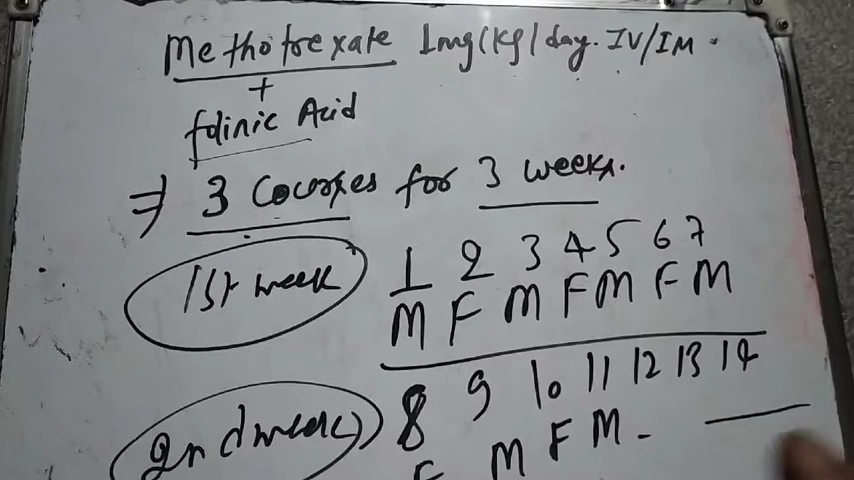 Methotrexate 1mg/kg/day. IV/IM.
+
folinic Acid
⇒ 3 Courses for 3 weeks.
1st week 1 2 3 4 5 6 7
M F M F M F M
2nd week 8 9 10 11 12 13 14
F M F M -